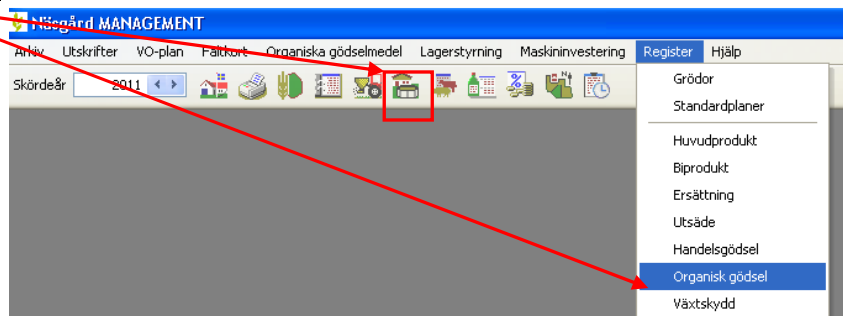 Näsgård MANAGEMENT
Arkiv Utskrifter VO-plan Fältkort Organiska gödselmedel Lagerstyrning Maskininvestering Register Hjälp
Skördeår 2011
Grödor
Standardplaner
Huvudprodukt
Biprodukt
Ersättning
Utsäde
Handelsgödsel
Organisk gödsel
Växtskydd